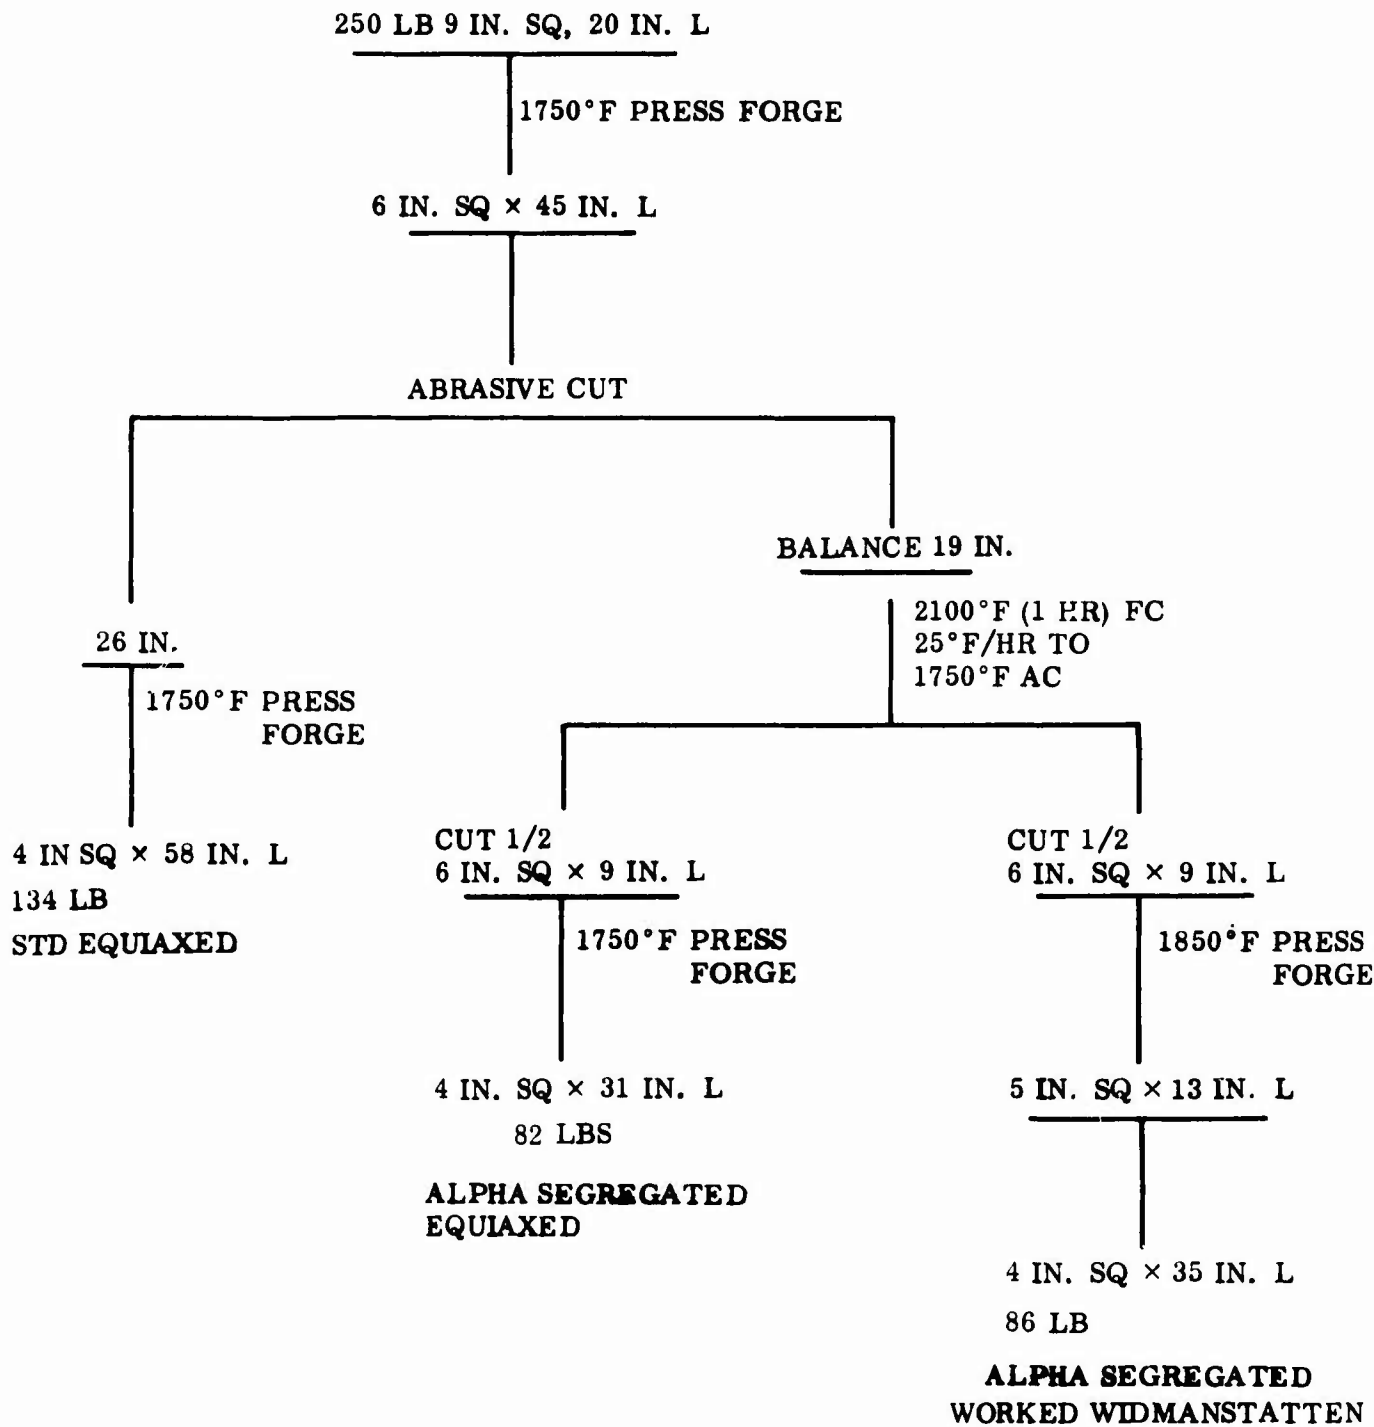 250 LB 9 IN. SQ, 20 IN. L
1750°F PRESS FORGE
6 IN. SQ × 45 IN. L
ABRASIVE CUT
BALANCE 19 IN.
2100°F (1 HR) FC
25°F/HR TO
1750°F AC
26 IN.
1750°F PRESS
FORGE
4 IN SQ × 58 IN. L
134 LB
STD EQUIAXED
CUT 1/2
6 IN. SQ × 9 IN. L
1750°F PRESS
FORGE
4 IN. SQ × 31 IN. L
82 LBS
ALPHA SEGREGATED
EQUIAXED
CUT 1/2
6 IN. SQ × 9 IN. L
1850°F PRESS
FORGE
5 IN. SQ × 13 IN. L
4 IN. SQ × 35 IN. L
86 LB
ALPHA SEGREGATED
WORKED WIDMANSTATTEN